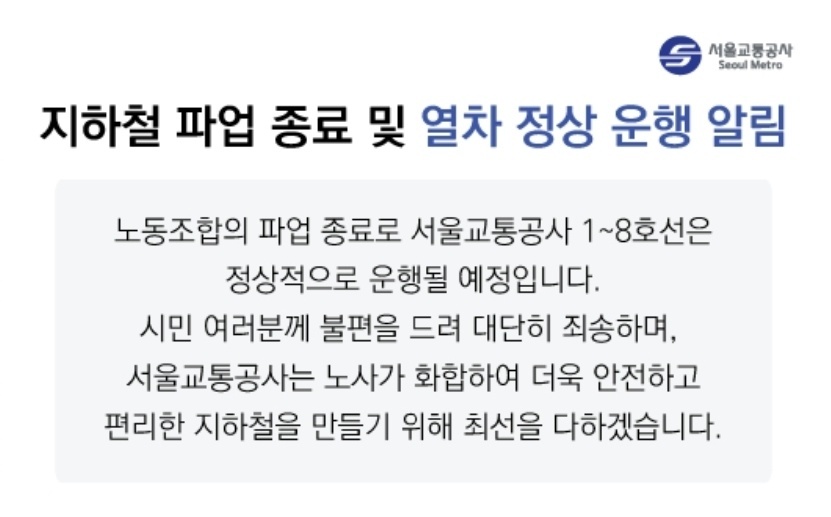 서울교통공사
Seoul Metro
지하철 파업 종료 및 열차 정상 운행 알림
노동조합의 파업 종료로 서울교통공사 1~8호선은
정상적으로 운행될 예정입니다.
시민 여러분께 불편을 드려 대단히 죄송하며,
서울교통공사는 노사가 화합하여 더욱 안전하고
편리한 지하철을 만들기 위해 최선을 다하겠습니다.